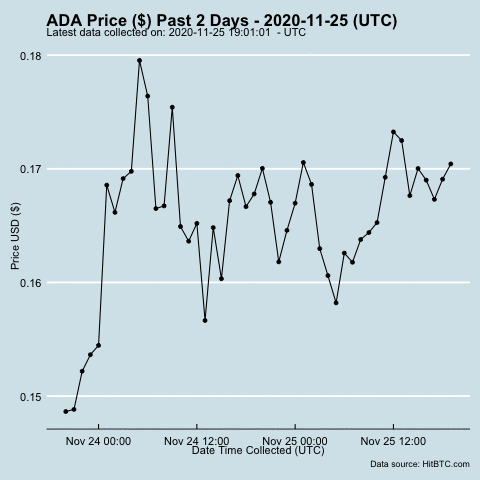 ADA Price ($) Past 2 Days - 2020-11-25 (UTC)
Latest data collected on: 2020-11-25 19:01:01  - UTC
0.18
0.17
0.16
0.15
Price USD ($)
Nov 24 00:00 Nov 24 12:00 Nov 25 00:00 Nov 25 12:00
Date Time Collected (UTC)
Data source: HitBTC.com